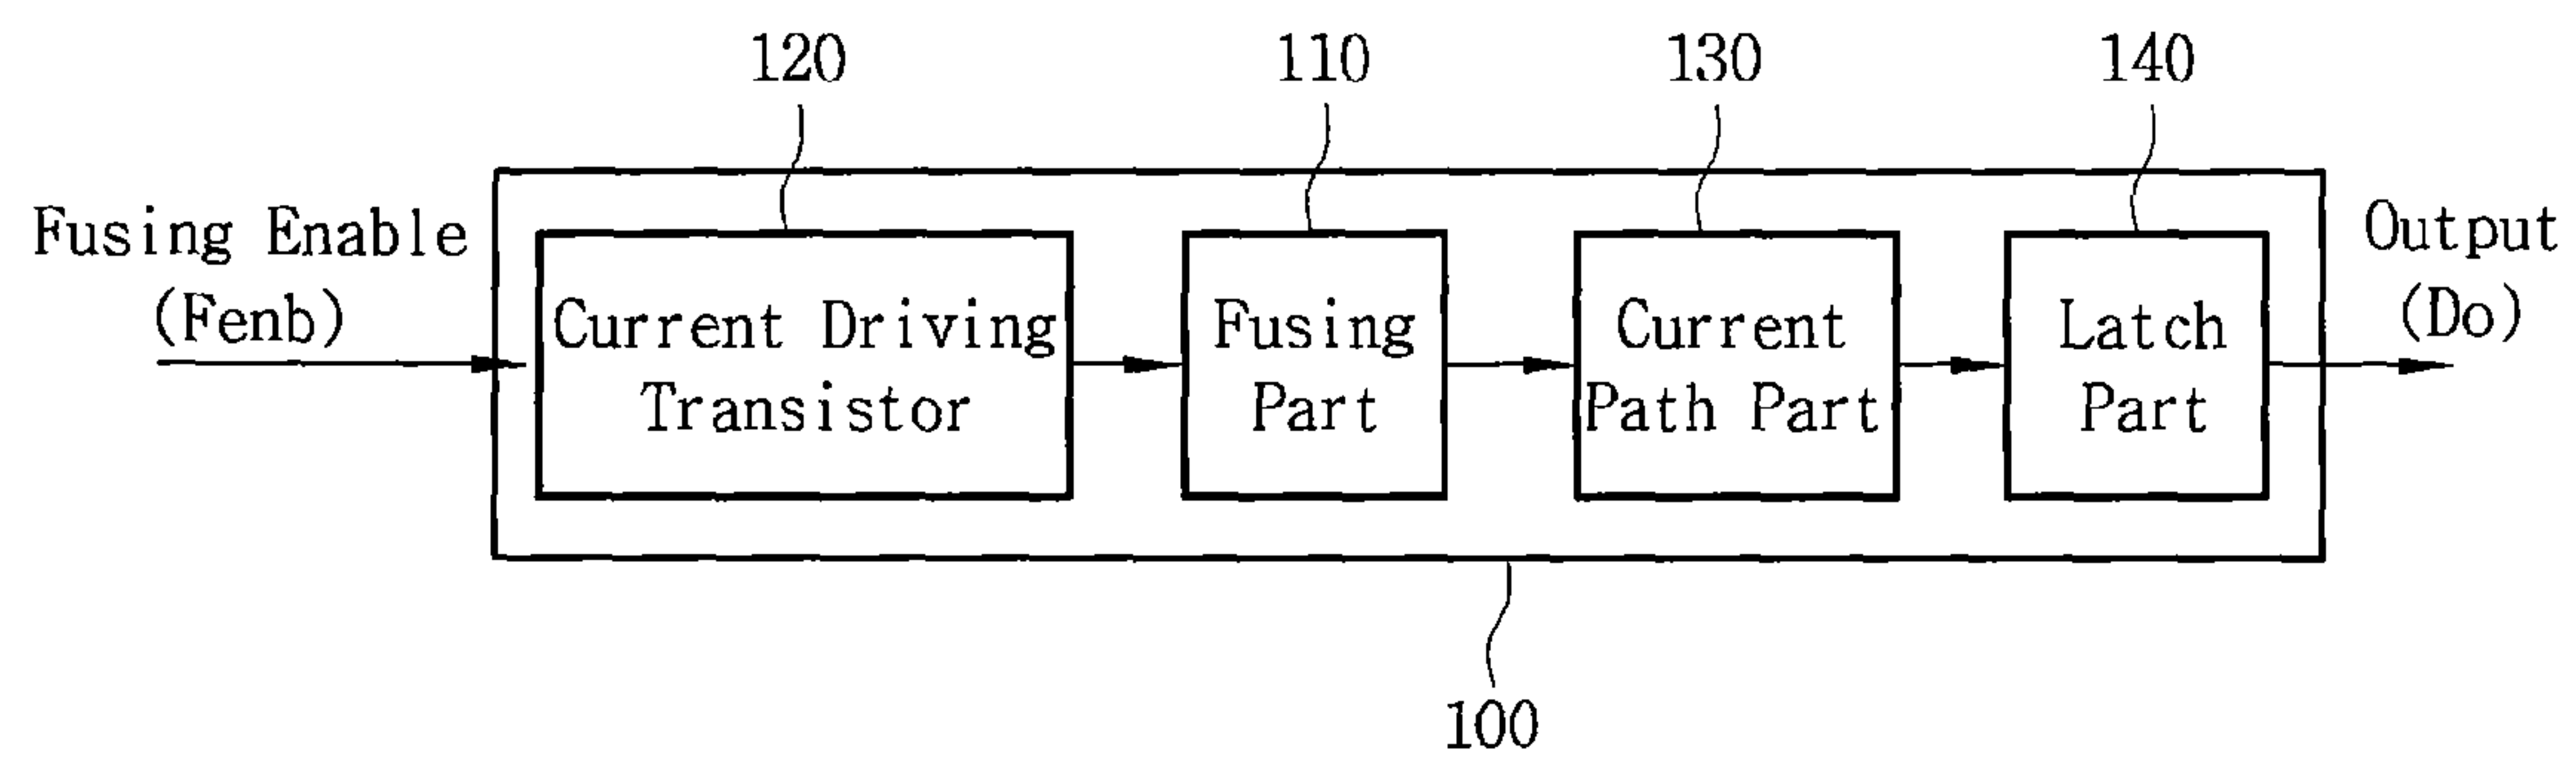 120
110
130
140
Fusing Enable
(Fenb)
Current Driving
Transistor
Fusing
Part
Current
Path Part
Latch
Part
Output
(Do)
100